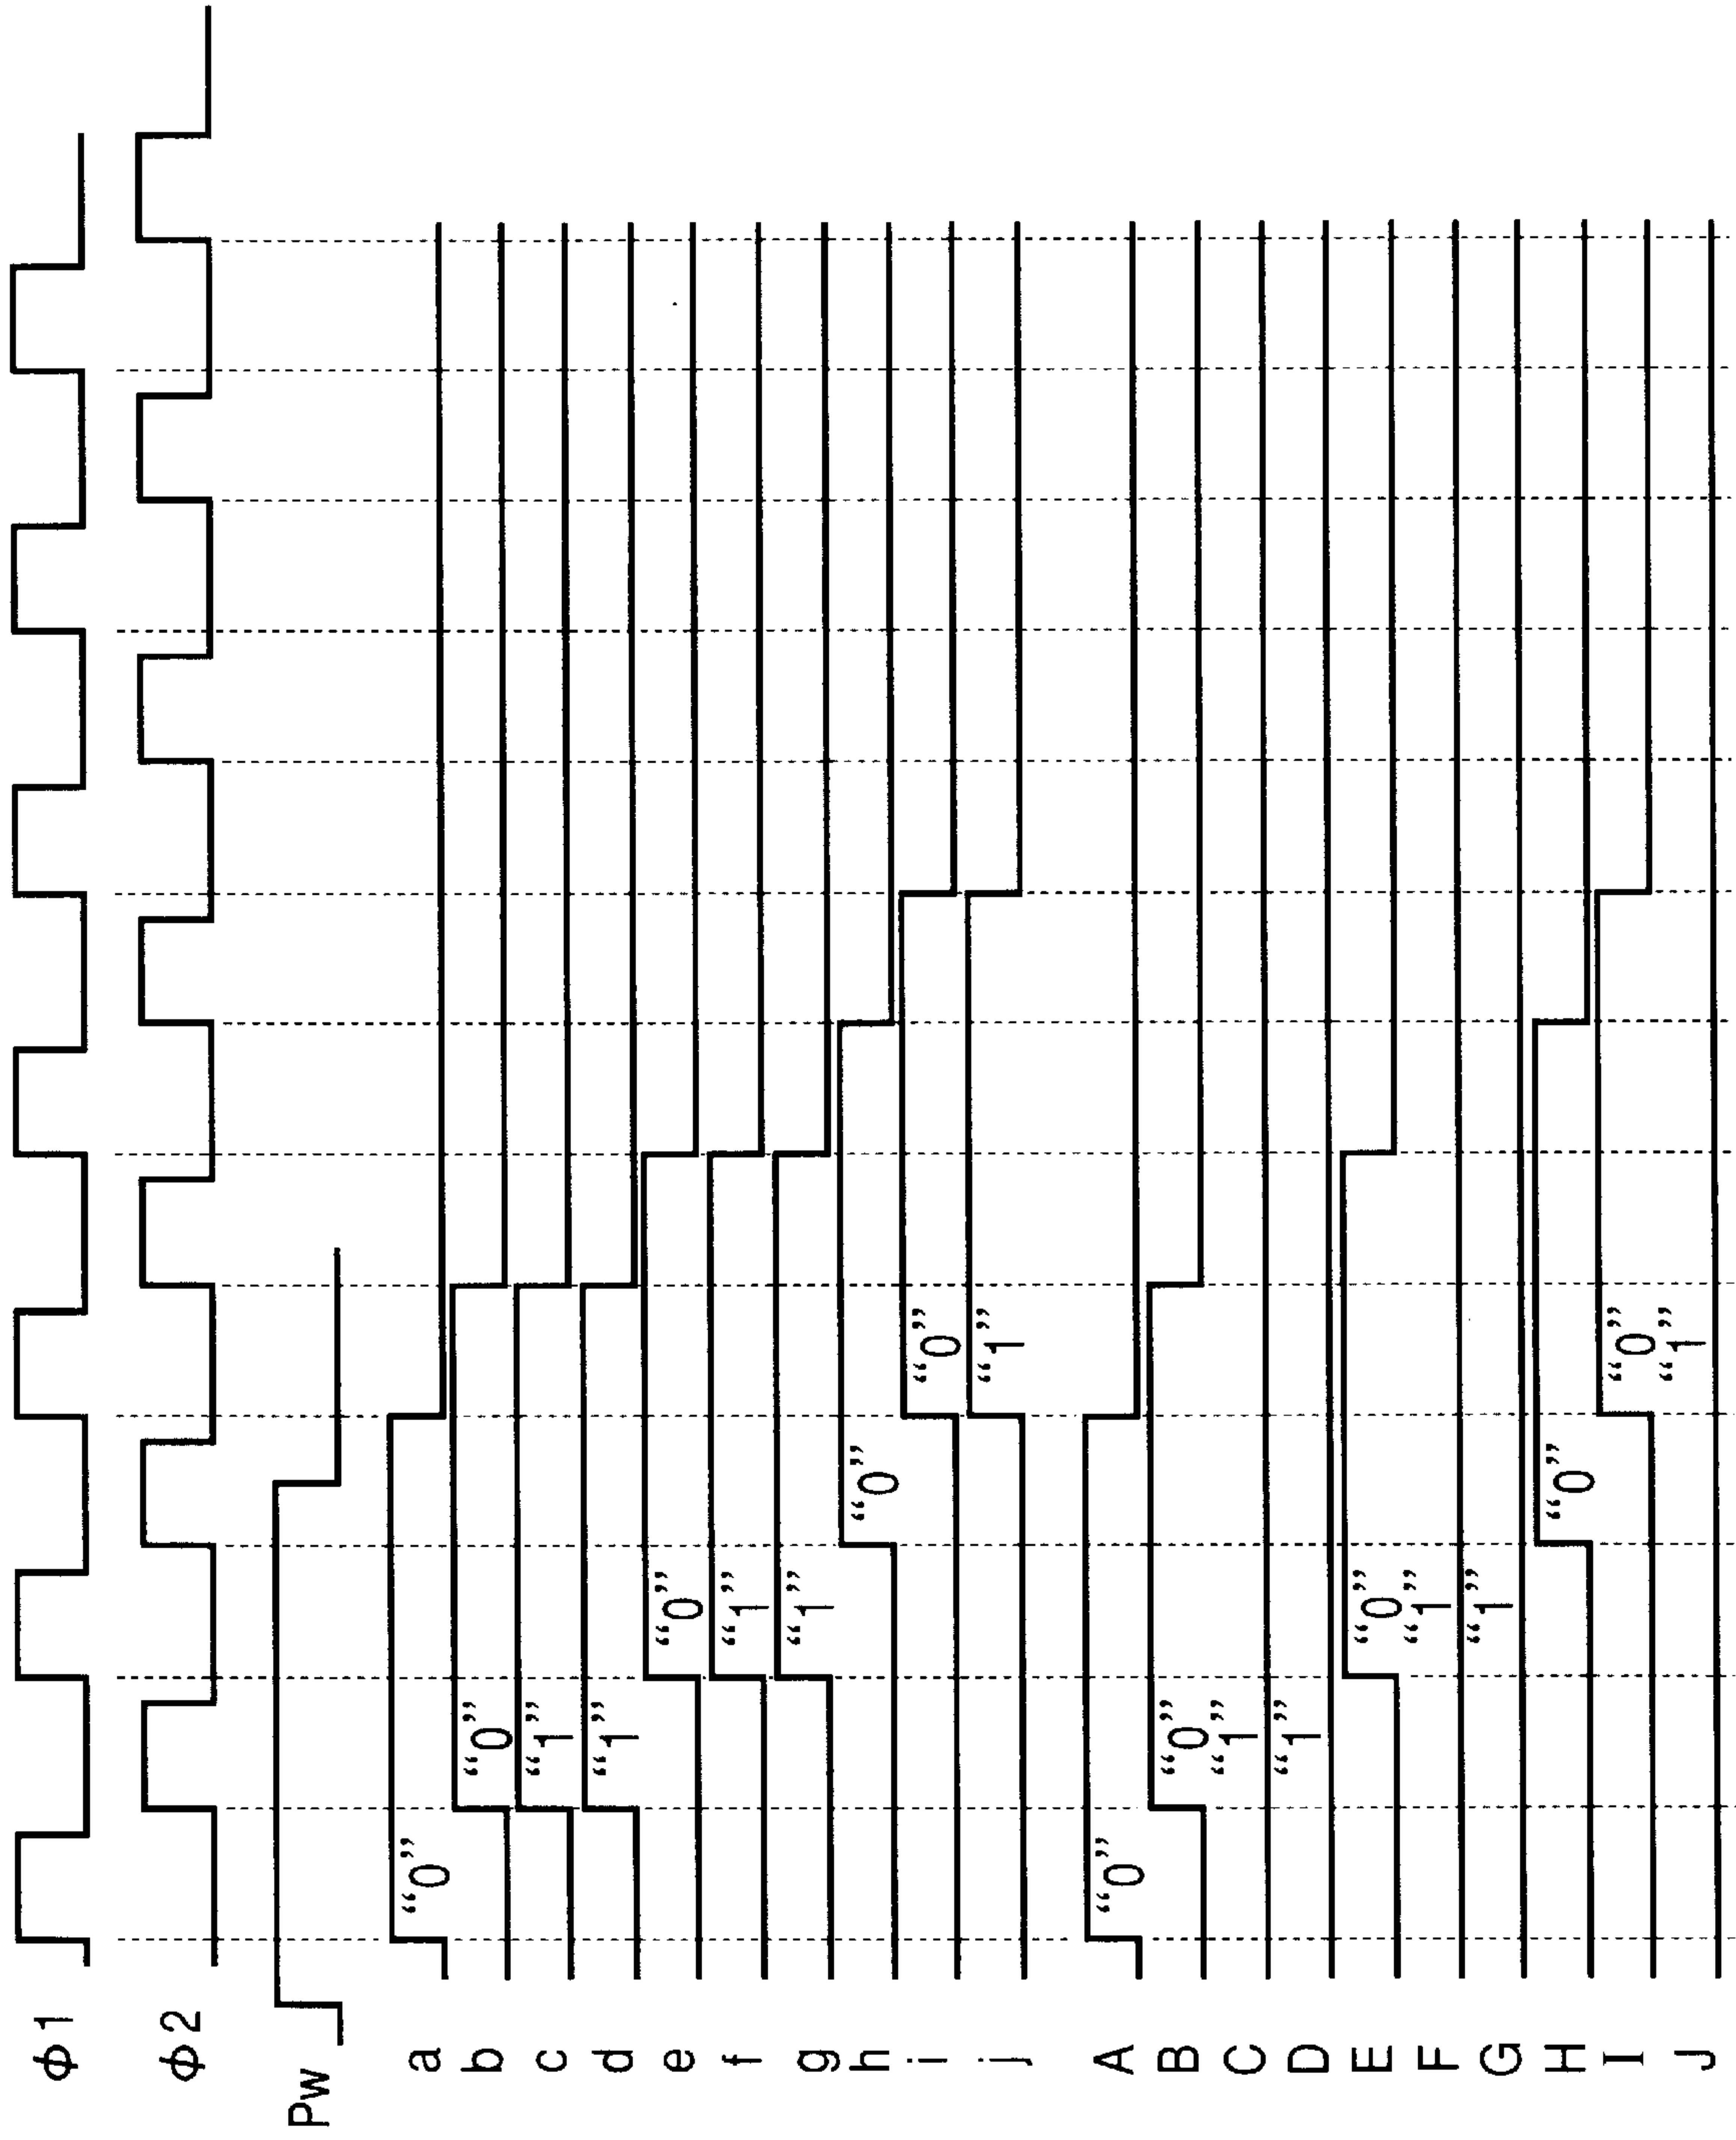 φ1
φ2
Pw
a “0”
b “0”
c “1”
d “1”
e “0”
f “1”
g “1”
h “0”
i “0”
j “1”
A “0”
B “0”
C “1”
D “1”
E “0”
F “1”
G “1”
H “0”
I “0”
J “1”